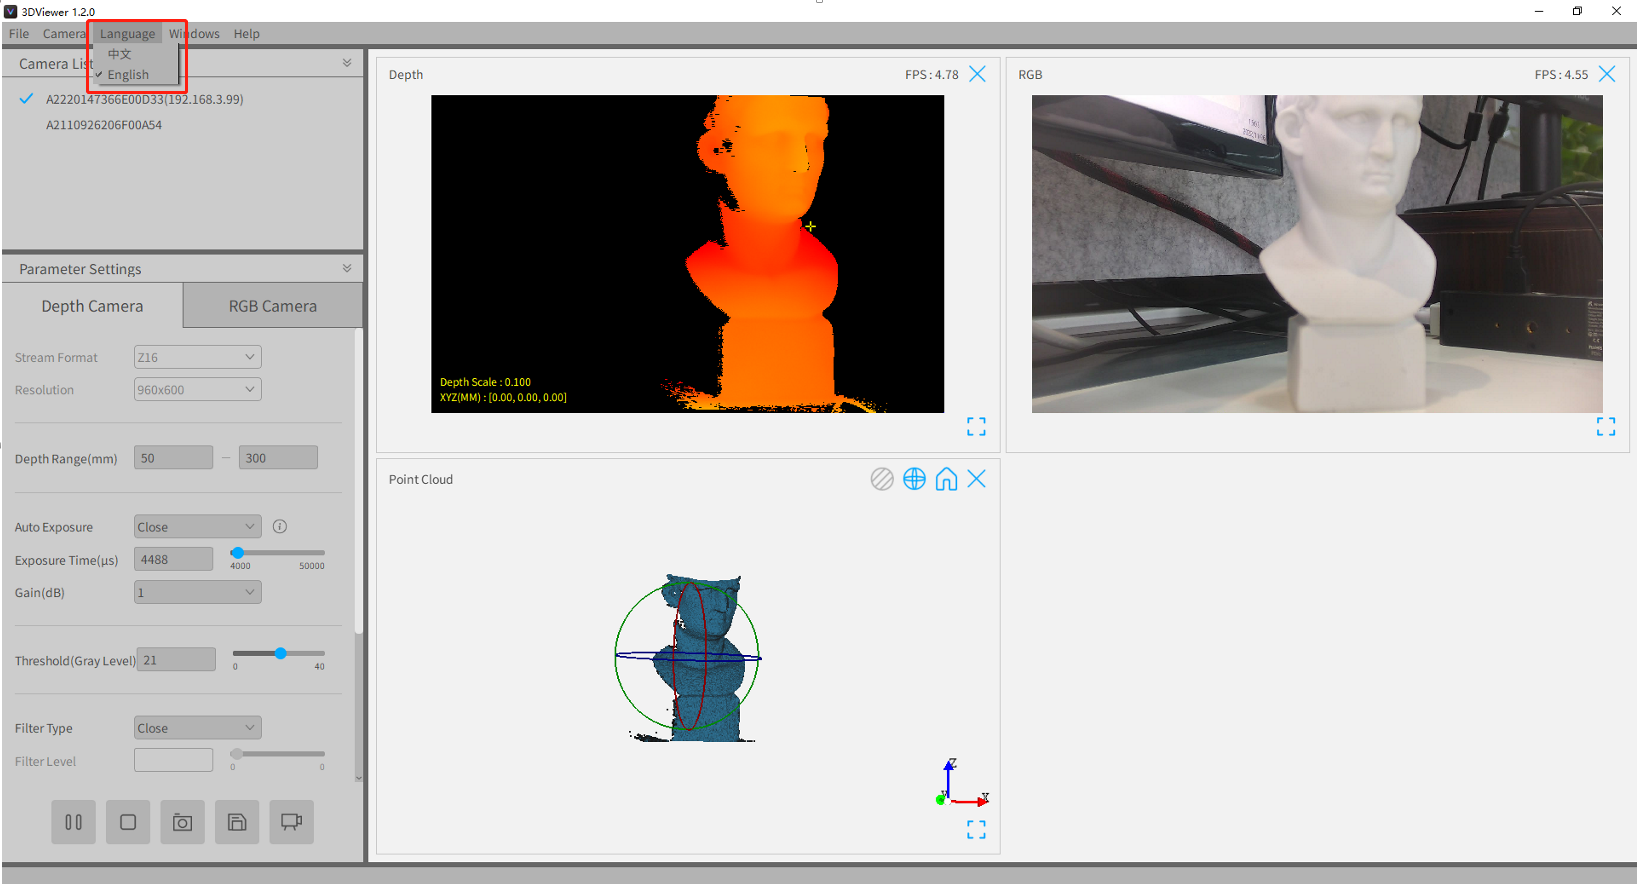 3DViewer 1.2.0
File Camera Language Windows Help
中文
English
Camera List
A2220147366E00D33(192.168.3.99)
A2110926206F00A54
Parameter Settings
Depth Camera RGB Camera
Stream Format Z16
Resolution 960x600
Depth Range(mm) 50 – 300
Auto Exposure Close
Exposure Time(μs) 4488
4000 50000
Gain(dB) 1
Threshold(Gray Level) 21
0 40
Filter Type Close
Filter Level
0 0
Depth FPS : 4.78
Depth Scale : 0.100
XYZ(MM) : [0.00, 0.00, 0.00]
RGB FPS : 4.55
Point Cloud
Z
Y
X